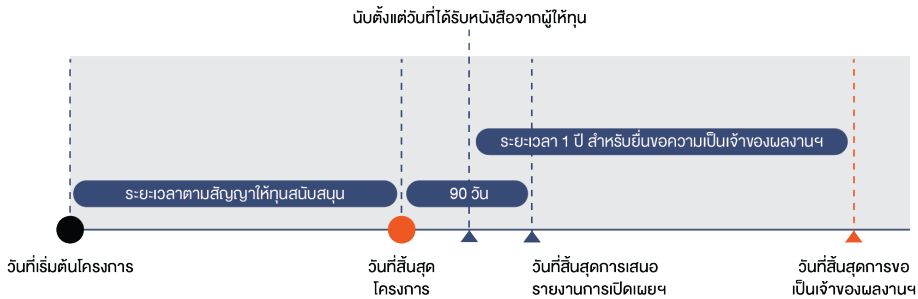 นับตั้งแต่วันที่ได้รับหนังสือจากผู้ให้ทุน
ระยะเวลา 1 ปี สำหรับยื่นขอความเป็นเจ้าของผลงานฯ
ระยะเวลาตามสัญญาให้ทุนสนับสนุน
90 วัน
วันที่เริ่มต้นโครงการ
วันที่สิ้นสุด
โครงการ
วันที่สิ้นสุดการเสนอ
รายงานการเปิดเผยฯ
วันที่สิ้นสุดการขอ
เป็นเจ้าของผลงานฯ